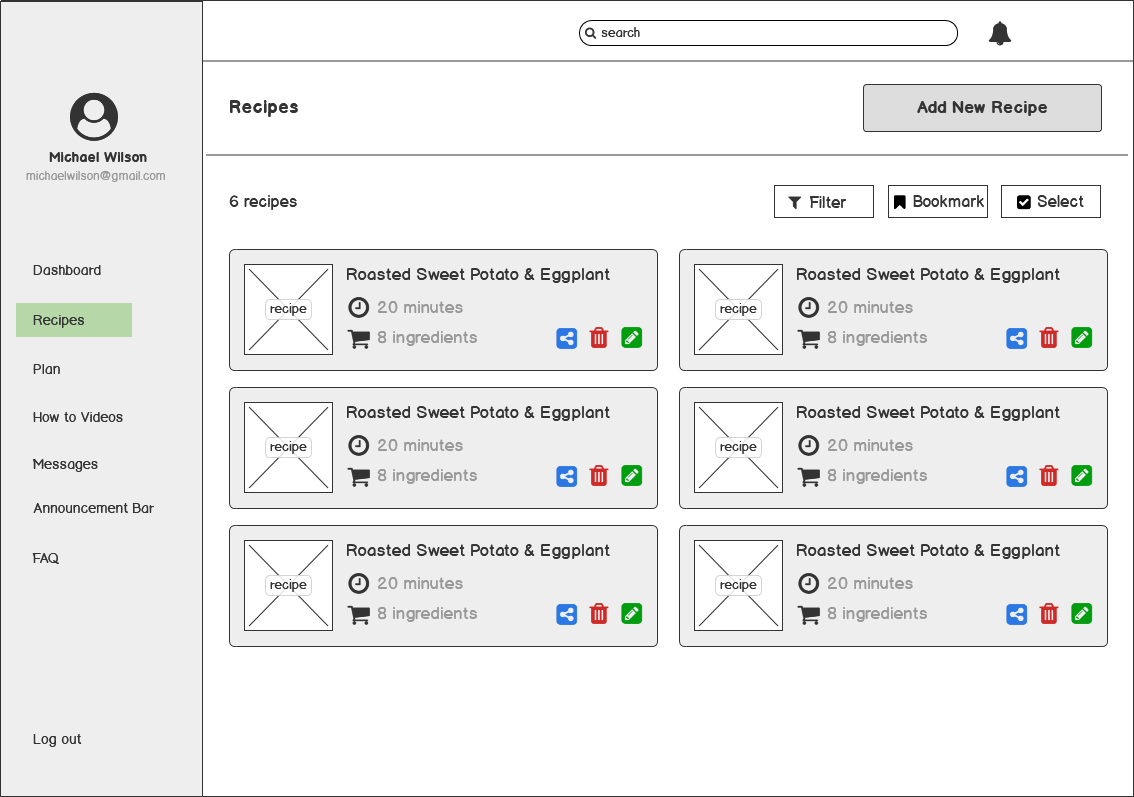 search
Michael Wilson
michaelwilson@gmail.com
Dashboard
Recipes
Plan
How to Videos
Messages
Announcement Bar
FAQ
Log out
Recipes
Add New Recipe
6 recipes
Filter
Bookmark
Select
recipe
Roasted Sweet Potato & Eggplant
20 minutes
8 ingredients
recipe
Roasted Sweet Potato & Eggplant
20 minutes
8 ingredients
recipe
Roasted Sweet Potato & Eggplant
20 minutes
8 ingredients
recipe
Roasted Sweet Potato & Eggplant
20 minutes
8 ingredients
recipe
Roasted Sweet Potato & Eggplant
20 minutes
8 ingredients
recipe
Roasted Sweet Potato & Eggplant
20 minutes
8 ingredients